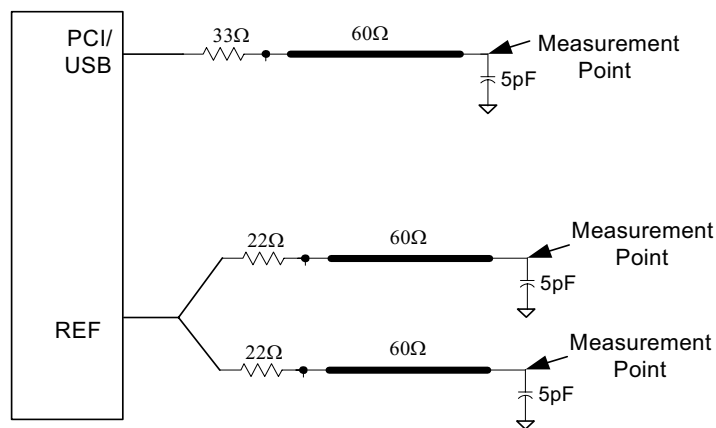 PCI/
USB
33Ω
60Ω
Measurement
Point
5pF
22Ω
60Ω
Measurement
Point
5pF
REF
22Ω
60Ω
Measurement
Point
5pF